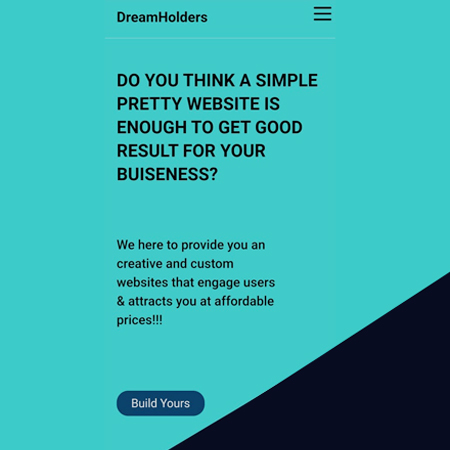 DreamHolders
DO YOU THINK A SIMPLE
PRETTY WEBSITE IS
ENOUGH TO GET GOOD
RESULT FOR YOUR
BUISENESS?
We here to provide you an
creative and custom
websites that engage users
& attracts you at affordable
prices!!!
Build Yours